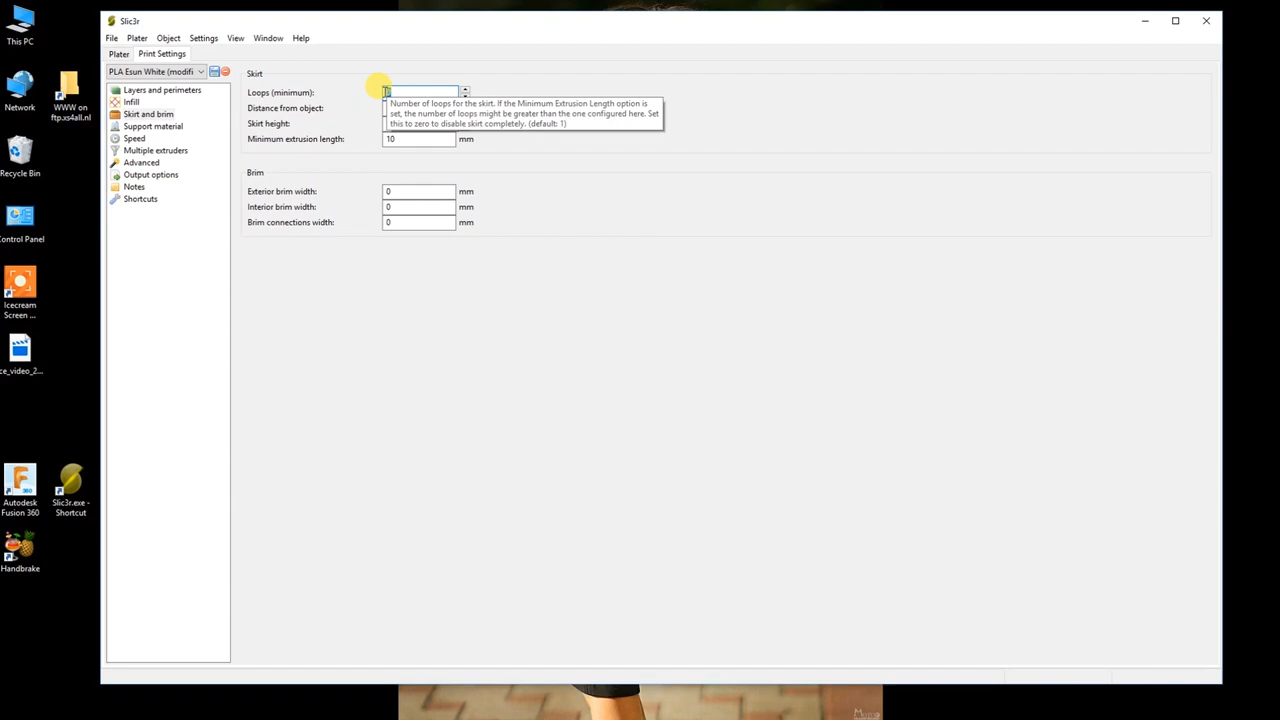 Slic3r
This PC
File Plater Object Settings View Window Help
Plater Print Settings
PLA Esun White (modifi
Skirt
Layers and perimeters
Infill
Skirt and brim
Support material
Speed
Multiple extruders
Advanced
Output options
Notes
Shortcuts
Loops (minimum):
Distance from object:
Skirt height:
Minimum extrusion length: 10 mm
Number of loops for the skirt. If the Minimum Extrusion Length option is
set, the number of loops might be greater than the one configured here. Set
this to zero to disable skirt completely. (default: 1)
Brim
Exterior brim width: 0 mm
Interior brim width: 0 mm
Brim connections width: 0 mm
Network
WWW on
ftp.xs4all.nl
Recycle Bin
Control Panel
Icecream
Screen ...
ce_video_2...
Autodesk
Fusion 360
Slic3r.exe -
Shortcut
Handbrake